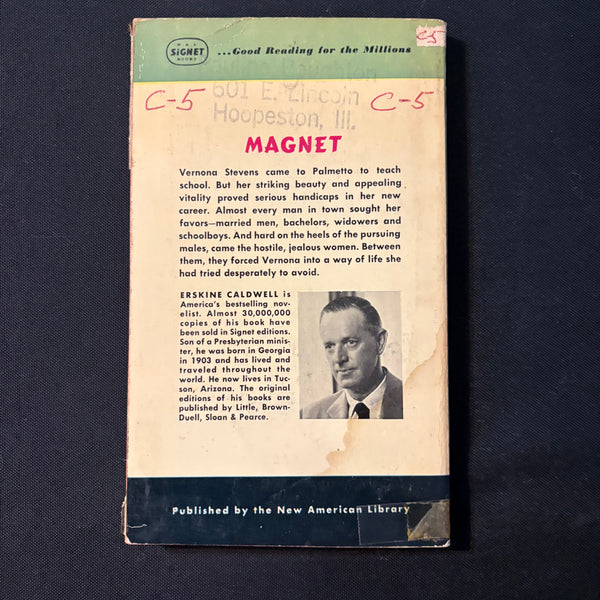 NAL
SIGNET
BOOKS
...Good Reading for the Millions
C-5
C-5
601 E. Lincoln
C-5
Hoopeston, Ill.
MAGNET
Vernona Stevens came to Palmetto to teach
school. But her striking beauty and appealing
vitality proved serious handicaps in her new
career. Almost every man in town sought her
favors—married men, bachelors, widowers and
schoolboys. And hard on the heels of the pursuing
males, came the hostile, jealous women. Between
them, they forced Vernona into a way of life she
had tried desperately to avoid.
ERSKINE CALDWELL is
America's bestselling nov-
elist. Almost 30,000,000
copies of his book have
been sold in Signet editions.
Son of a Presbyterian minis-
ter, he was born in Georgia
in 1903 and has lived and
traveled throughout the
world. He now lives in Tuc-
son, Arizona. The original
editions of his books are
published by Little, Brown-
Duell, Sloan & Pearce.
Published by the New American Library